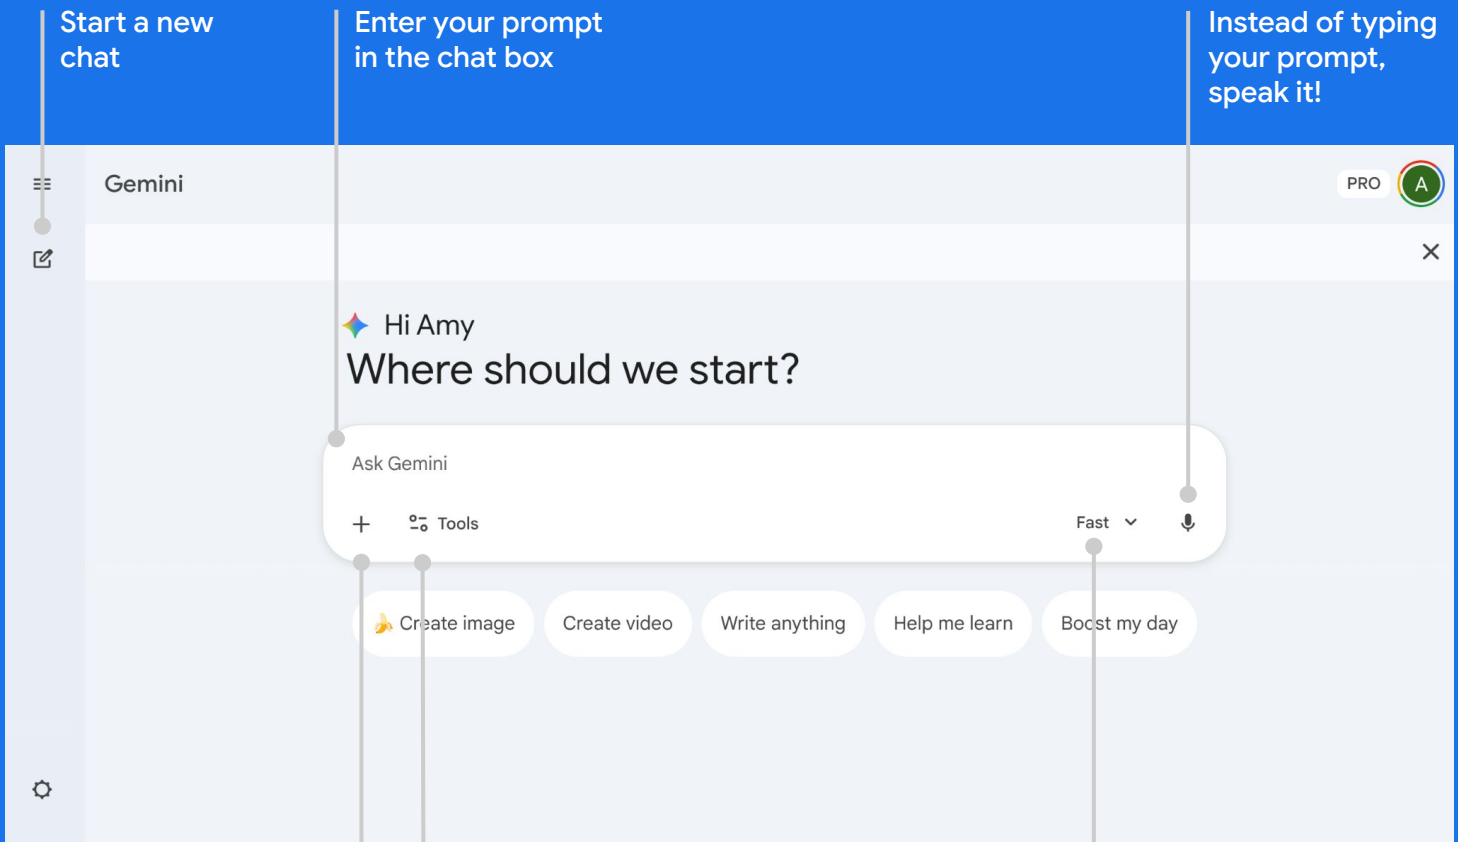 Start a new
chat
Enter your prompt
in the chat box
Instead of typing
your prompt,
speak it!
Gemini
PRO
A
Hi Amy
Where should we start?
Ask Gemini
Tools
Fast
Create image
Create video
Write anything
Help me learn
Boost my day